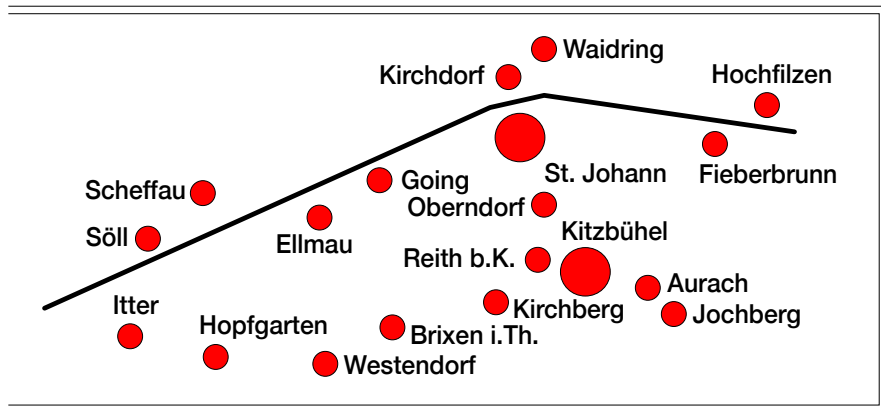 Waidring
Kirchdorf
Hochfilzen
St. Johann
Fieberbrunn
Scheffau
Going
Oberndorf
Söll
Ellmau
Kitzbühel
Reith b.K.
Aurach
Itter
Kirchberg
Jochberg
Hopfgarten
Brixen i.Th.
Westendorf